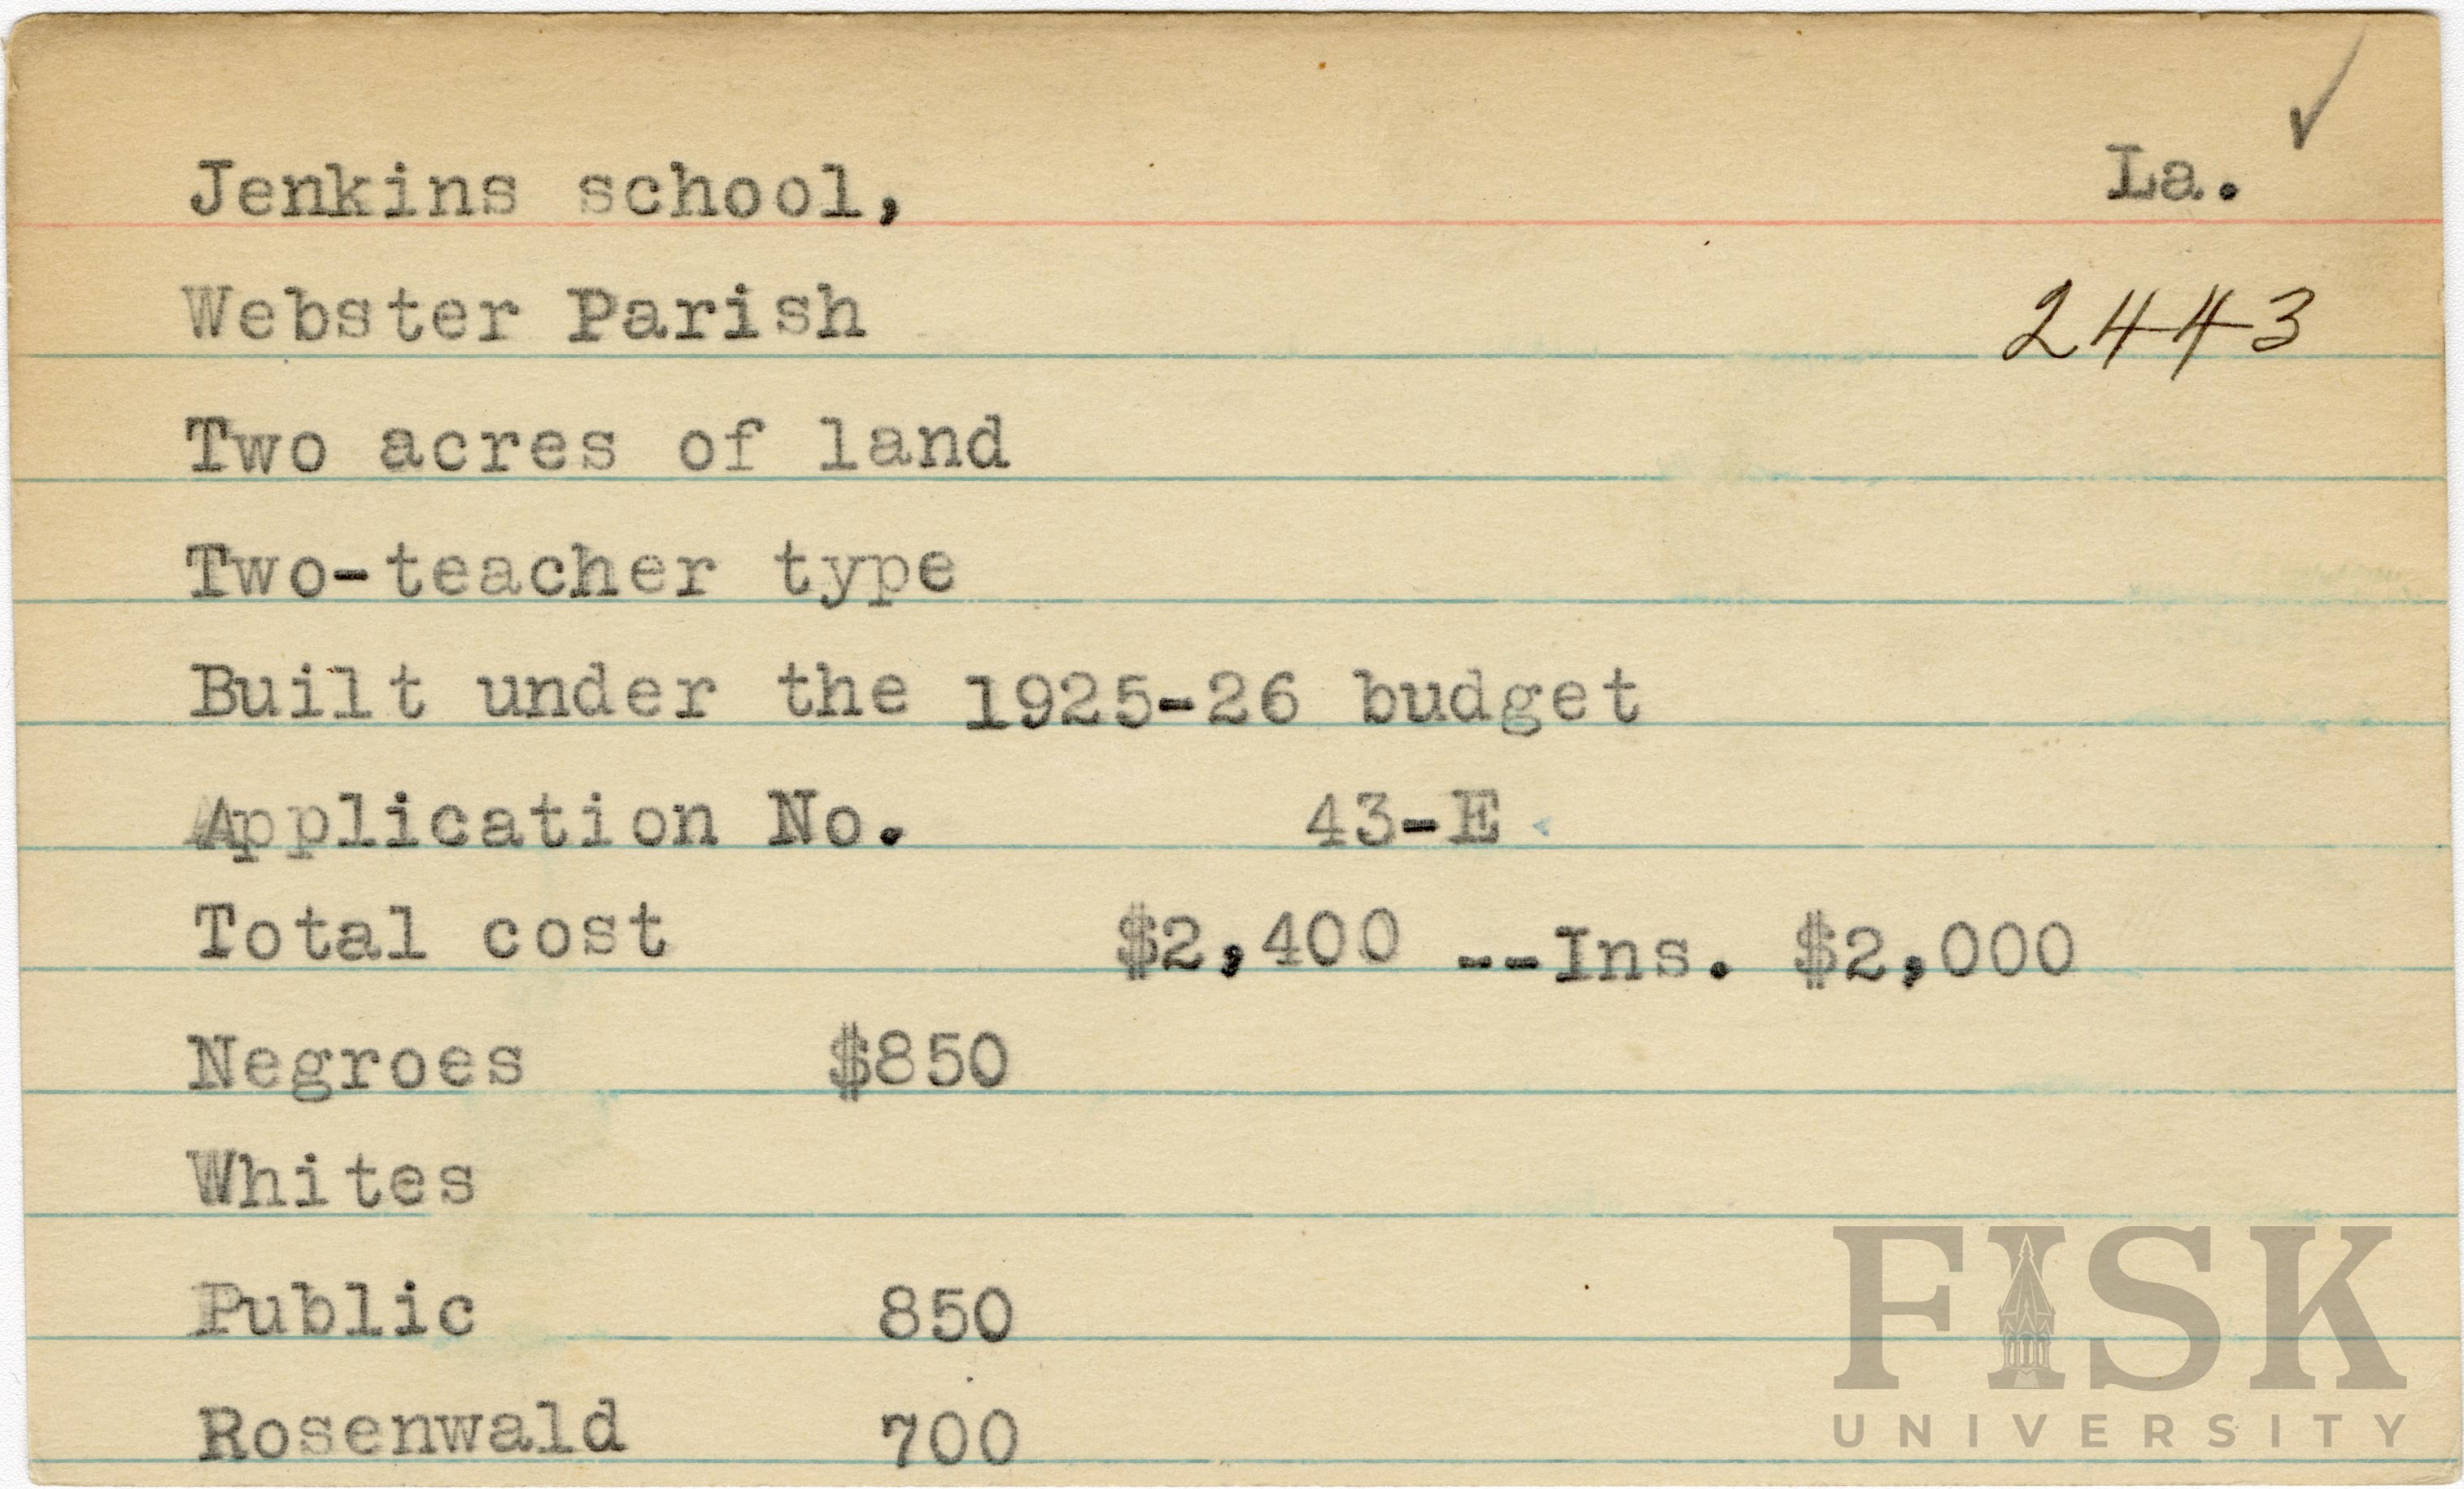 Jenkins school, La. ✓
Webster Parish 2443
Two acres of land
Two-teacher type
Built under the 1925-26 budget
Application No. 43-E
Total cost $2,400 --Ins. $2,000
Negroes $850
Whites
Public 850
Rosenwald 700
FISK
UNIVERSITY